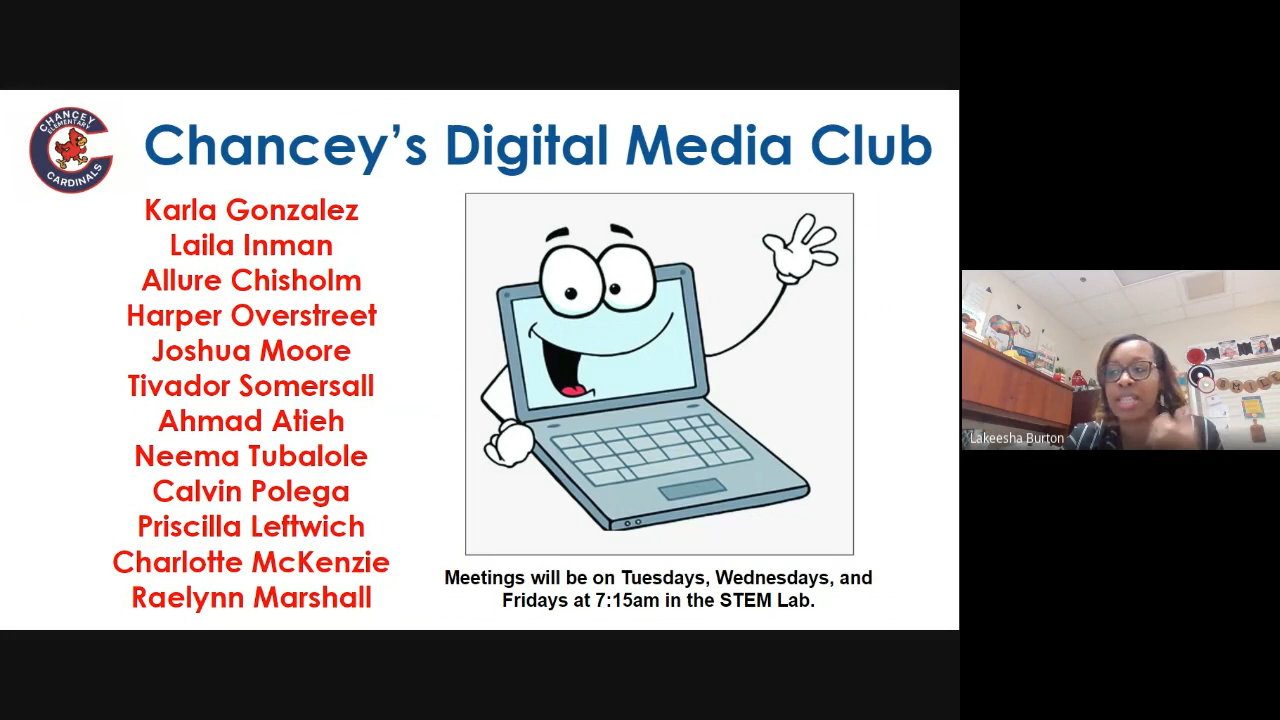 CHANCEY
ELEMENTARY
CARDINALS
Chancey's Digital Media Club
Karla Gonzalez
Laila Inman
Allure Chisholm
Harper Overstreet
Joshua Moore
Tivador Somersall
Ahmad Atieh
Neema Tubalole
Calvin Polega
Priscilla Leftwich
Charlotte McKenzie
Raelynn Marshall
Meetings will be on Tuesdays, Wednesdays, and
Fridays at 7:15am in the STEM Lab.
Lakeesha Burton
SMILE